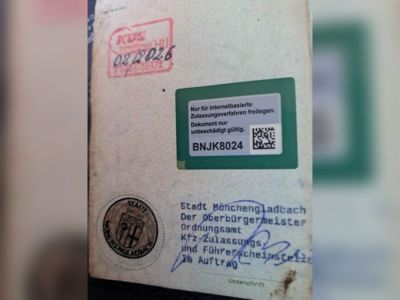 KÜS
02/2026
Nur für internetbasierte
Zulassungsverfahren freilegen.
Dokument nur
unbeschädigt gültig.
BNJK8024
STADT
MÖNCHENGLADBACH
Stadt Mönchengladbach
Der Oberbürgermeister
Ordnungsamt
Kfz-Zulassungs
und Führerscheinstelle
Im Auftrag
Unterschrift